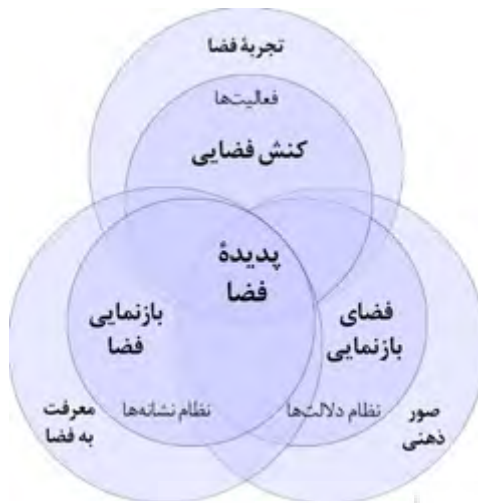 تجربهٔ فضا
فعالیت‌ها
کنش فضایی
پدیدهٔ
فضا
بازنمایی
فضا
فضای
بازنمایی
نظام نشانه‌ها
نظام دلالت‌ها
معرفت
به فضا
صور
ذهنی